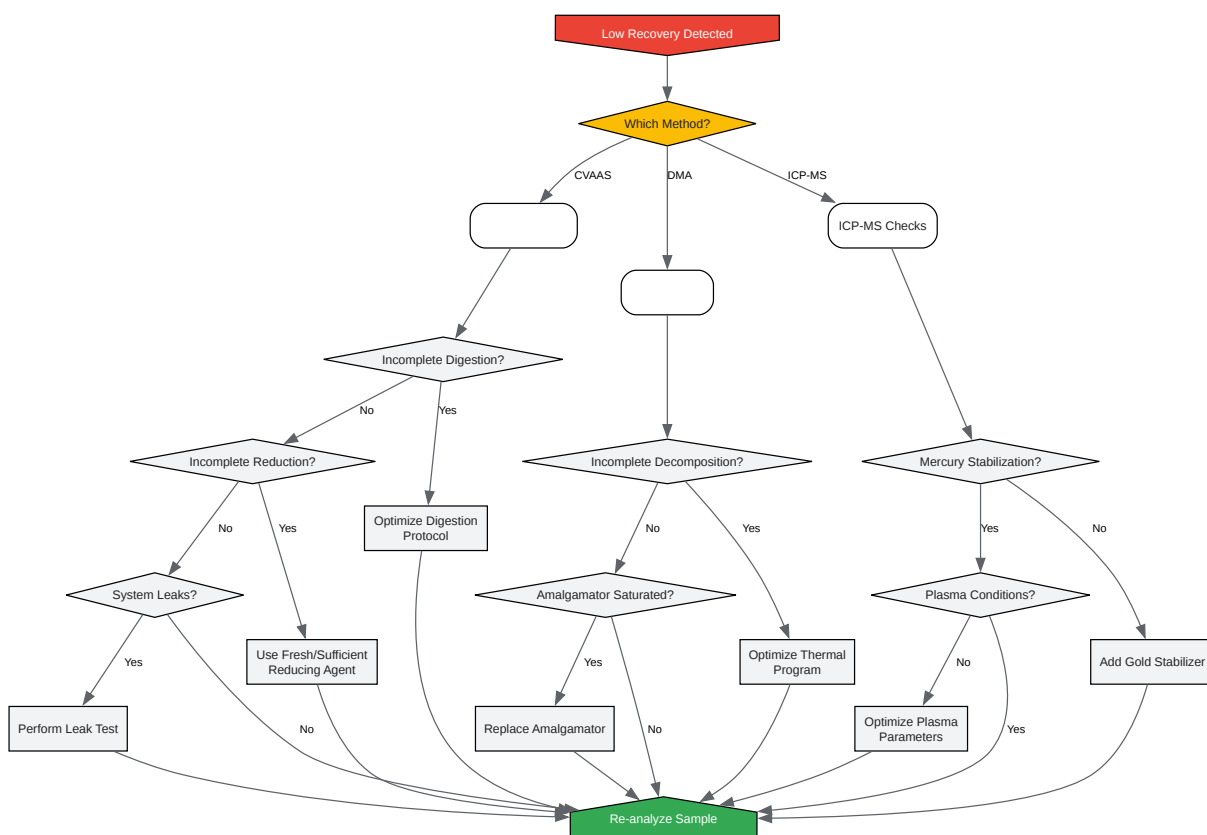 Low Recovery Detected
Which Method?
CVAAS
DMA
ICP-MS
ICP-MS Checks
Incomplete Digestion?
No
Yes
Incomplete Reduction?
Incomplete Decomposition?
Mercury Stabilization?
Optimize Digestion
Protocol
No
Yes
No
Yes
Yes
No
System Leaks?
Amalgamator Saturated?
Plasma Conditions?
Use Fresh/Sufficient
Reducing Agent
Optimize Thermal
Program
Add Gold Stabilizer
Yes
No
Yes
No
No
Yes
Perform Leak Test
Replace Amalgamator
Optimize Plasma
Parameters
Re-analyze Sample